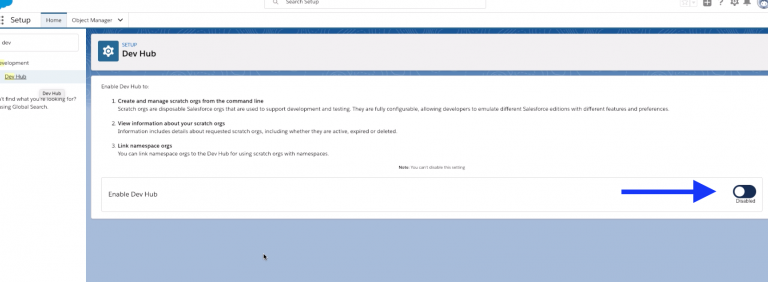 Search Setup
Setup
Home
Object Manager
dev
evelopment
Dev Hub
Dev Hub
't find what you're looking for?
sing Global Search.
SETUP
Dev Hub
Enable Dev Hub to:
1. Create and manage scratch orgs from the command line
Scratch orgs are disposable Salesforce orgs that are used to support development and testing. They are fully configurable, allowing developers to emulate different Salesforce editions with different features and preferences.
2. View information about your scratch orgs
Information includes details about requested scratch orgs, including whether they are active, expired or deleted.
3. Link namespace orgs
You can link namespace orgs to the Dev Hub for using scratch orgs with namespaces.
Note: You can't disable this setting
Enable Dev Hub
Disabled